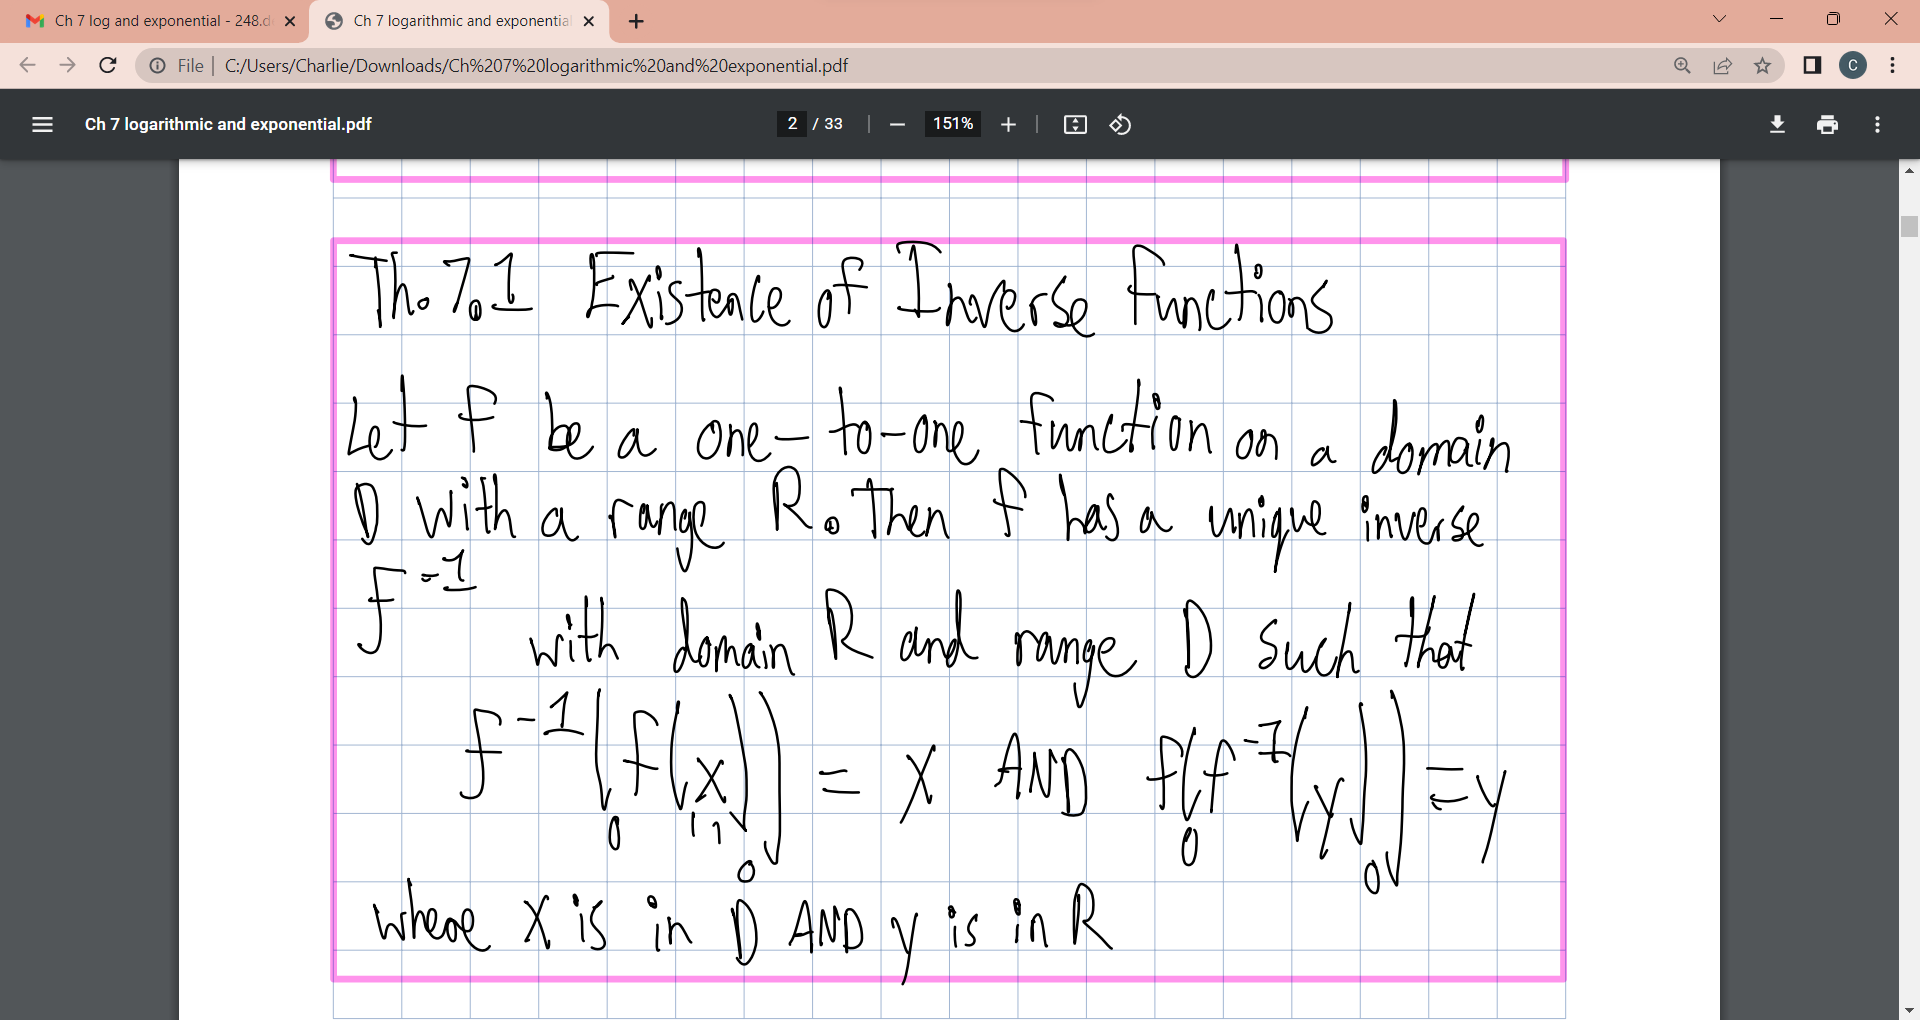 Ch 7 log and exponential - 248.d
Ch 7 logarithmic and exponentia
File | C:/Users/Charlie/Downloads/Ch%207%20logarithmic%20and%20exponential.pdf
C
Ch 7 logarithmic and exponential.pdf
2 / 33
151%
Th. 7.1 Existence of Inverse Functions
Let f be a one-to-one function on a domain
D with a range R. Then f has a unique inverse
f⁻¹
with domain R and range D such that
f⁻¹(f(x)) = x AND f(f⁻¹(y)) = y
where x is in D AND y is in R